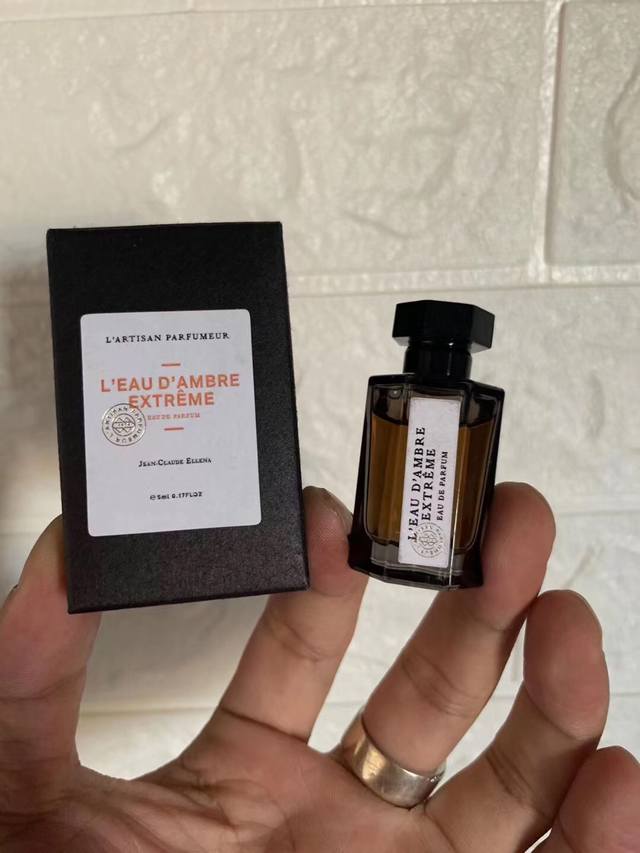 L'ARTISAN PARFUMEUR
L'EAU D'AMBRE
EXTRÊME
EAU DE PARFUM
JEAN-CLAUDE ELLENA
℮5ml 0.17FLOZ
L'EAU D'AMBRE
EXTRÊME
EAU DE PARFUM